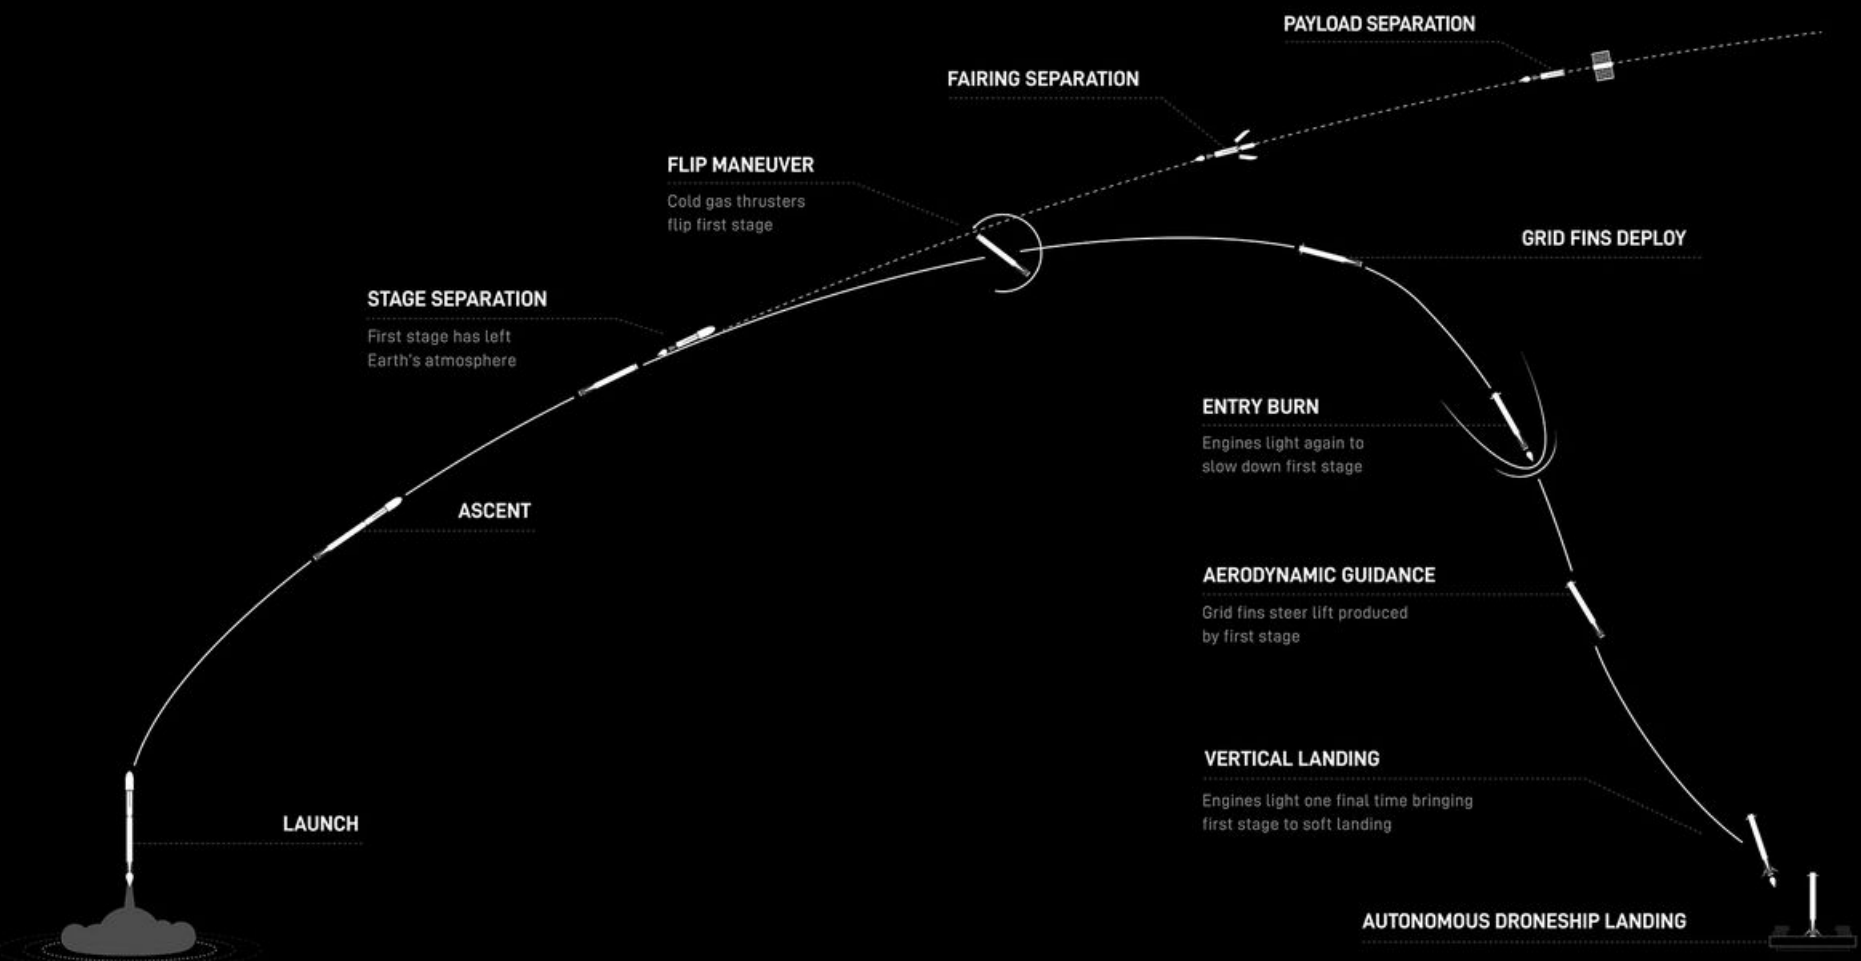 PAYLOAD SEPARATION
FAIRING SEPARATION
FLIP MANEUVER
Cold gas thrusters
flip first stage
GRID FINS DEPLOY
STAGE SEPARATION
First stage has left
Earth's atmosphere
ENTRY BURN
Engines light again to
slow down first stage
ASCENT
AERODYNAMIC GUIDANCE
Grid fins steer lift produced
by first stage
VERTICAL LANDING
Engines light one final time bringing
first stage to soft landing
LAUNCH
AUTONOMOUS DRONESHIP LANDING